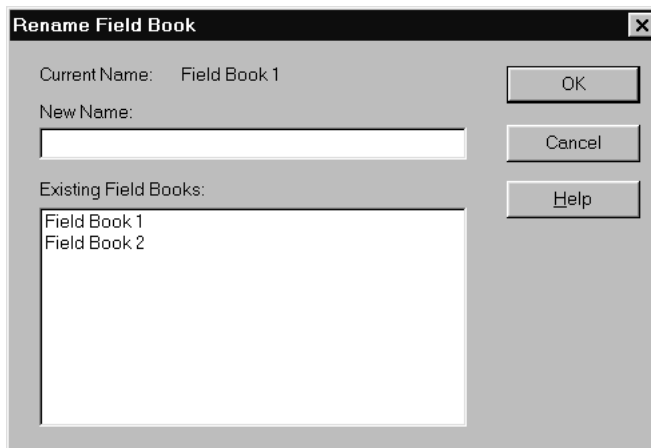 Rename Field Book
Current Name: Field Book 1
OK
New Name:
Cancel
Existing Field Books:
Help
Field Book 1
Field Book 2